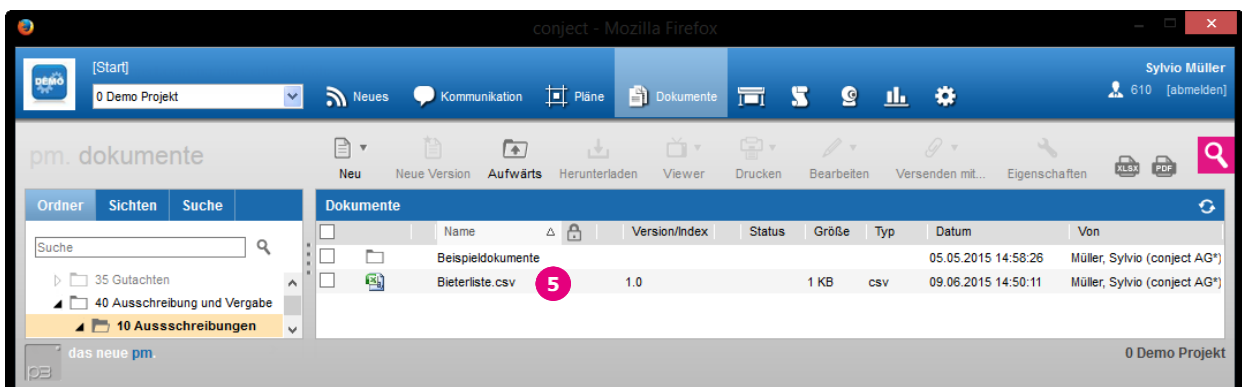 conject - Mozilla Firefox
DEMO
[Start]
0 Demo Projekt
Neues
Kommunikation
Pläne
Dokumente
Sylvio Müller
610 [abmelden]
pm. dokumente
Neu
Neue Version
Aufwärts
Herunterladen
Viewer
Drucken
Bearbeiten
Versenden mit...
Eigenschaften
XLSX
PDF
Ordner Sichten Suche
Suche
35 Gutachten
40 Ausschreibung und Vergabe
10 Aussschreibungen
Dokumente
Name Version/Index Status Größe Typ Datum Von
Beispieldokumente 05.05.2015 14:58:26 Müller, Sylvio (conject AG*)
Bieterliste.csv 5 1.0 1 KB csv 09.06.2015 14:50:11 Müller, Sylvio (conject AG*)
das neue pm.
0 Demo Projekt